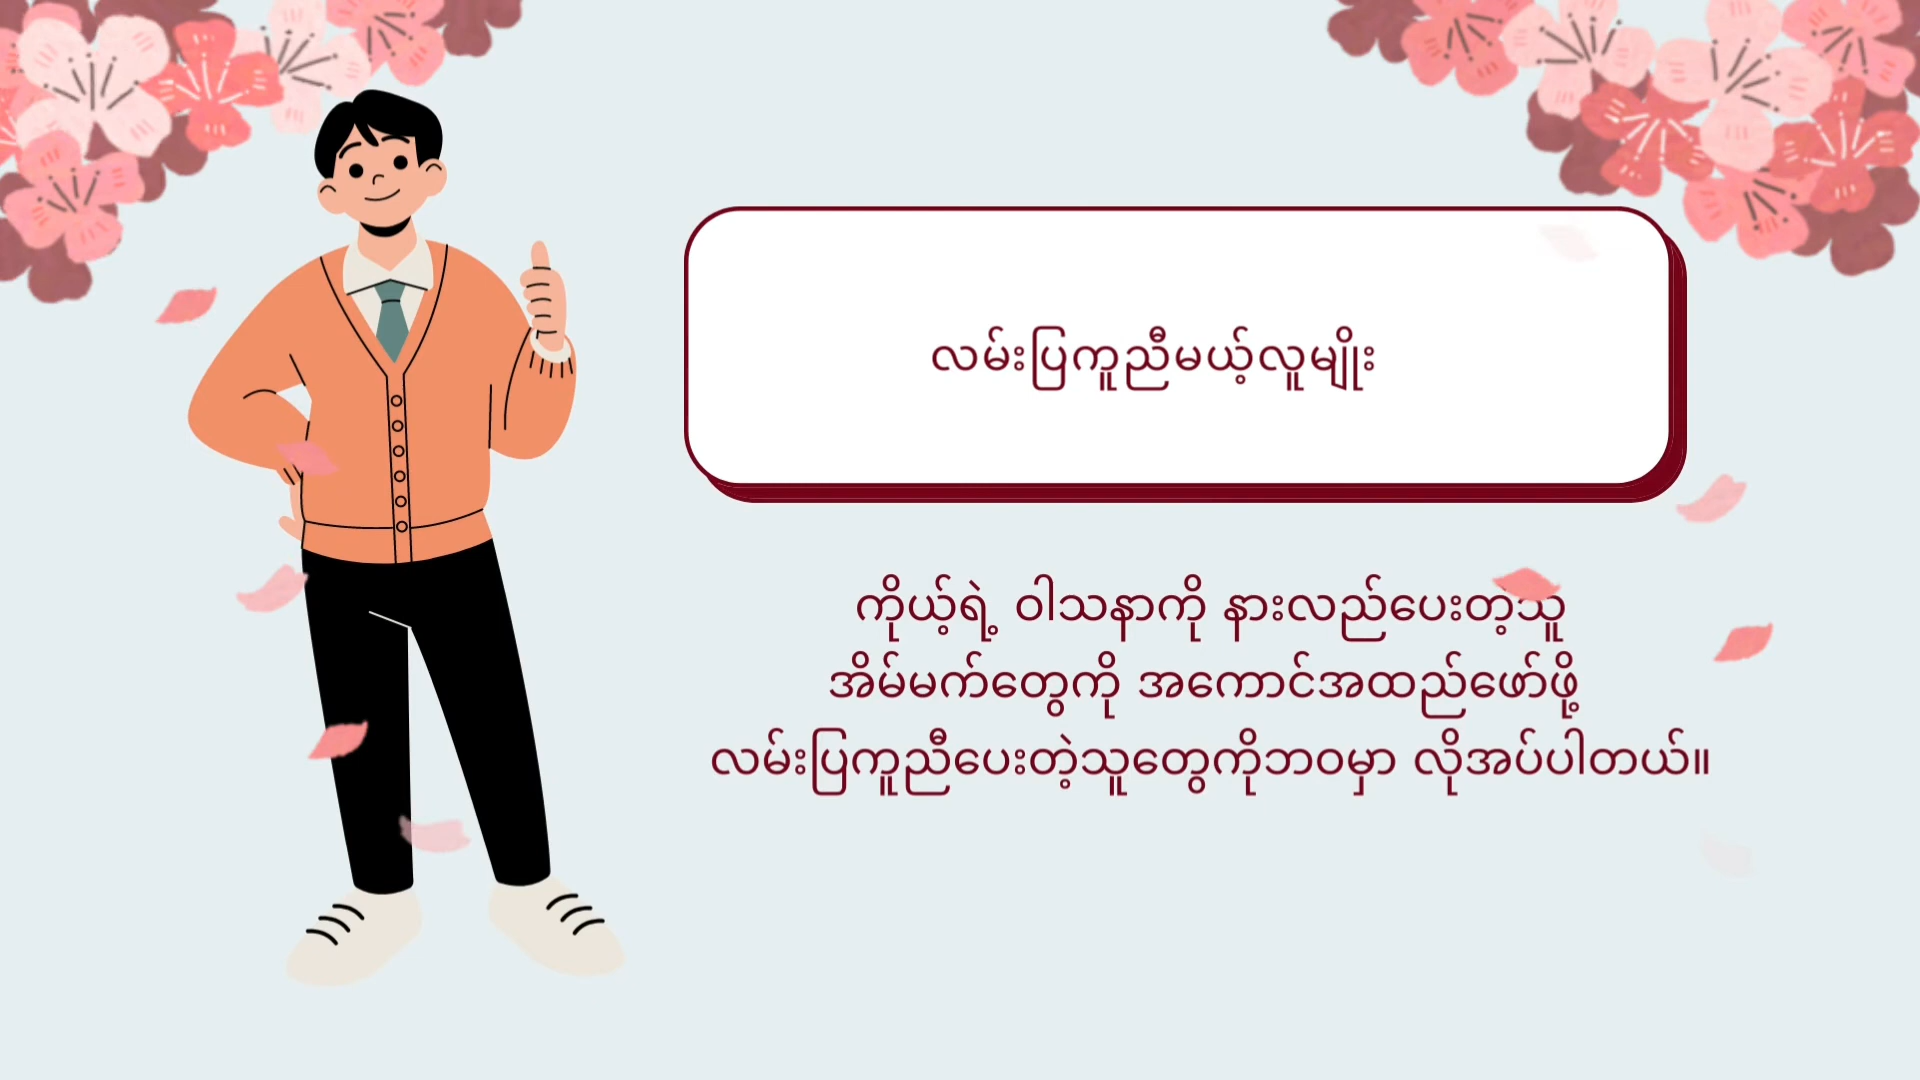 လမ်းပြကူညီမယ့်လူမျိုး
ကိုယ့်ရဲ့ ဝါသနာကို နားလည်ပေးတဲ့သူ
အိမ်မက်တွေကို အကောင်အထည်ဖော်ဖို့
လမ်းပြကူညီပေးတဲ့သူတွေကိုဘဝမှာ လိုအပ်ပါတယ်။